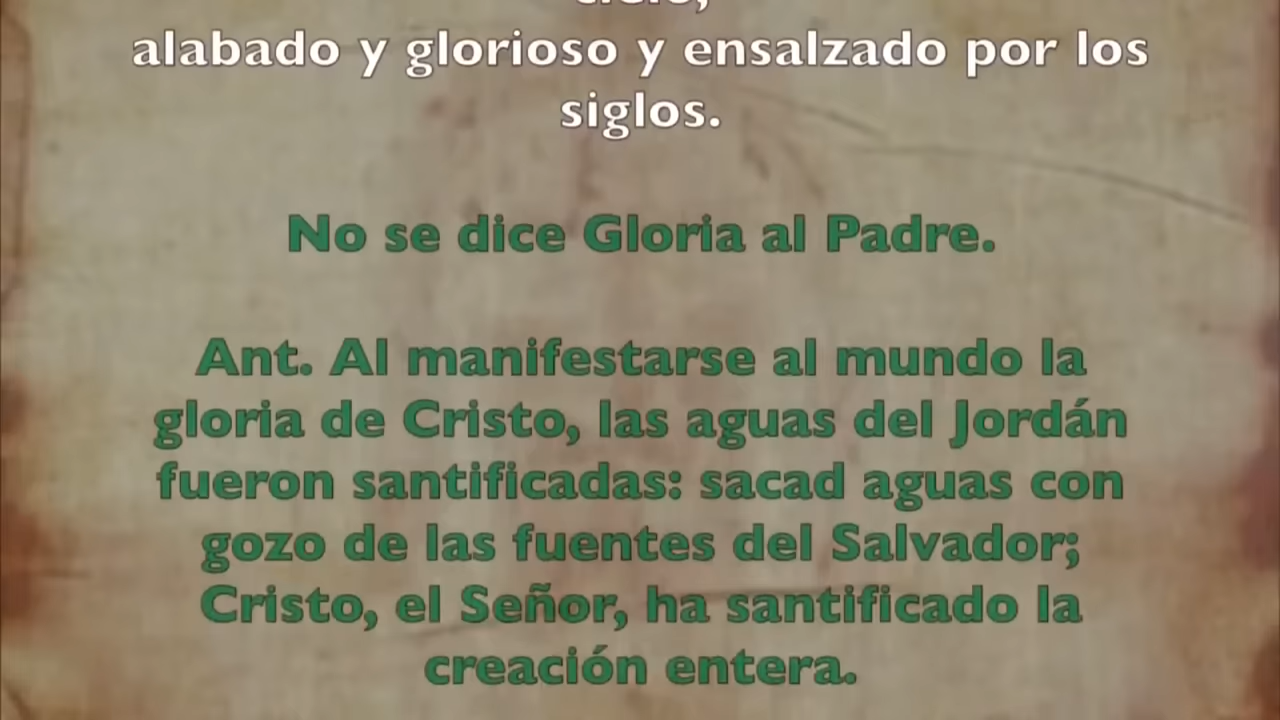 alabado y glorioso y ensalzado por los
siglos.
No se dice Gloria al Padre.
Ant. Al manifestarse al mundo la
gloria de Cristo, las aguas del Jordán
fueron santificadas: sacad aguas con
gozo de las fuentes del Salvador;
Cristo, el Señor, ha santificado la
creación entera.